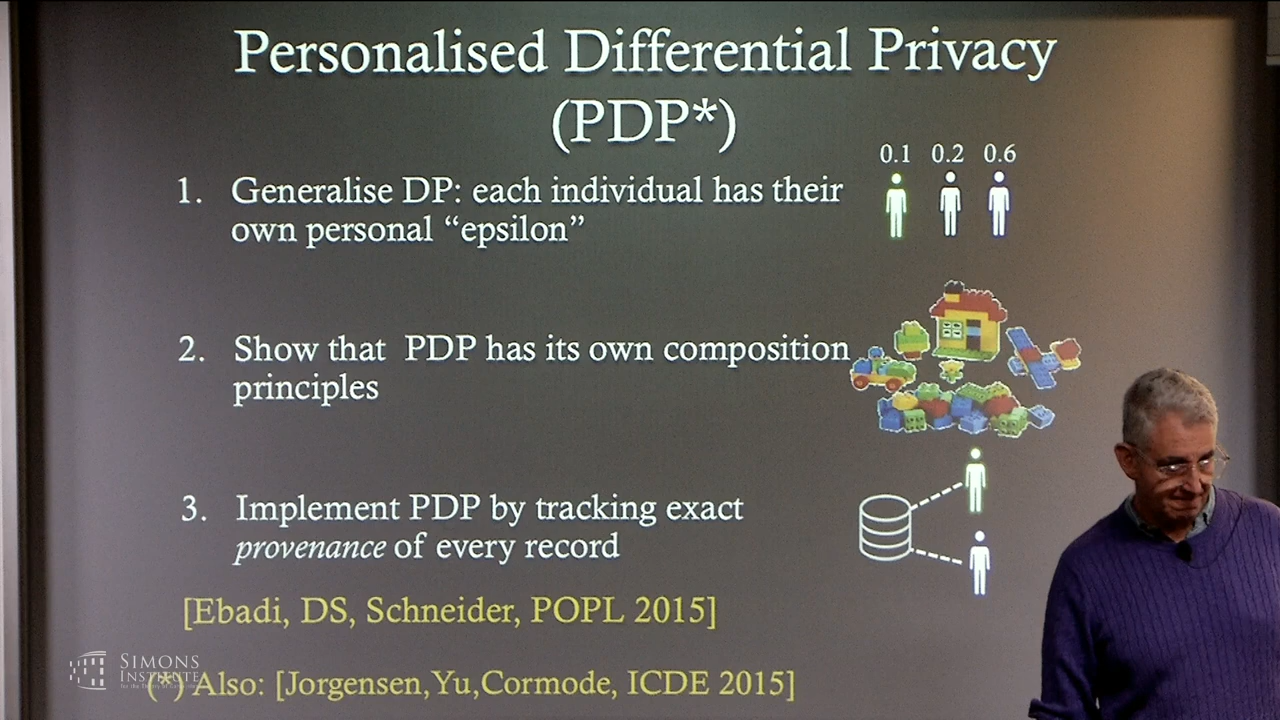 Personalised Differential Privacy
(PDP*)
0.1 0.2 0.6
1. Generalise DP: each individual has their
own personal “epsilon”
2. Show that PDP has its own composition
principles
3. Implement PDP by tracking exact
provenance of every record
[Ebadi, DS, Schneider, POPL 2015]
SIMONS
INSTITUTE
(*) Also: [Jorgensen,Yu,Cormode, ICDE 2015]